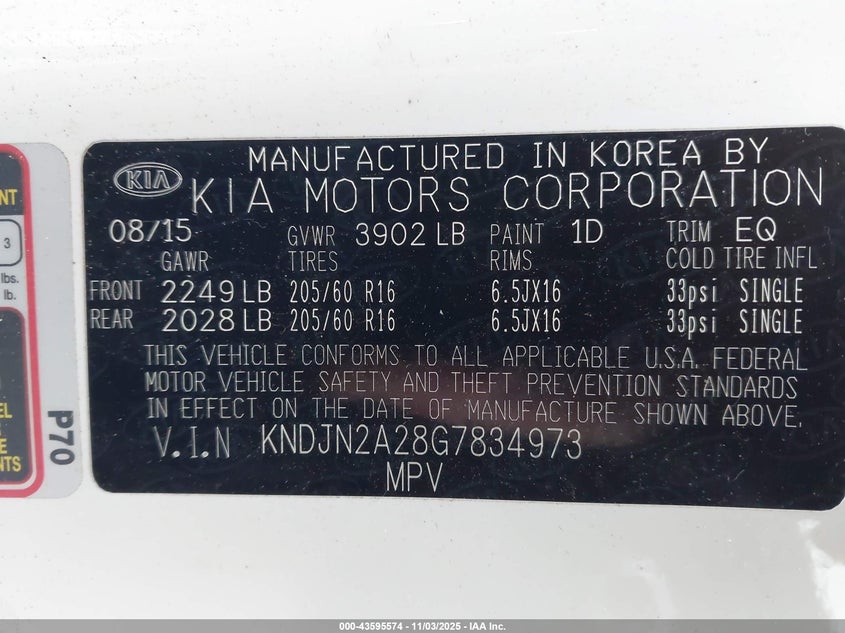 MANUFACTURED IN KOREA BY
KIA KIA MOTORS CORPORATION
08/15 GVWR 3902 LB PAINT 1D TRIM EQ
GAWR TIRES RIMS COLD TIRE INFL
FRONT 2249 LB 205/60 R16 6.5JX16 33psi SINGLE
REAR 2028 LB 205/60 R16 6.5JX16 33psi SINGLE
THIS VEHICLE CONFORMS TO ALL APPLICABLE U.S.A. FEDERAL
MOTOR VEHICLE SAFETY AND THEFT PREVENTION STANDARDS
IN EFFECT ON THE DATE OF MANUFACTURE SHOWN ABOVE.
V.I.N KNDJN2A28G7834973
MPV
3
lbs.
lb.
P70
000-43595574 - 11/03/2025 - IAA Inc.